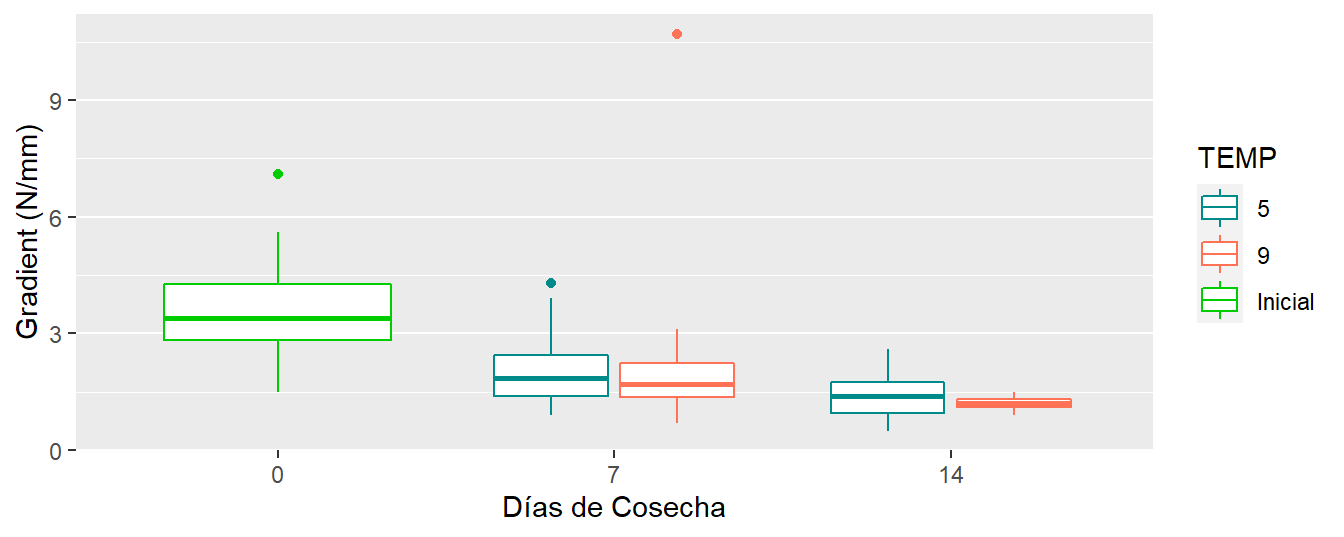 Gradient (N/mm)
9
6
3
0
0 7 14
Días de Cosecha
TEMP
5
9
Inicial